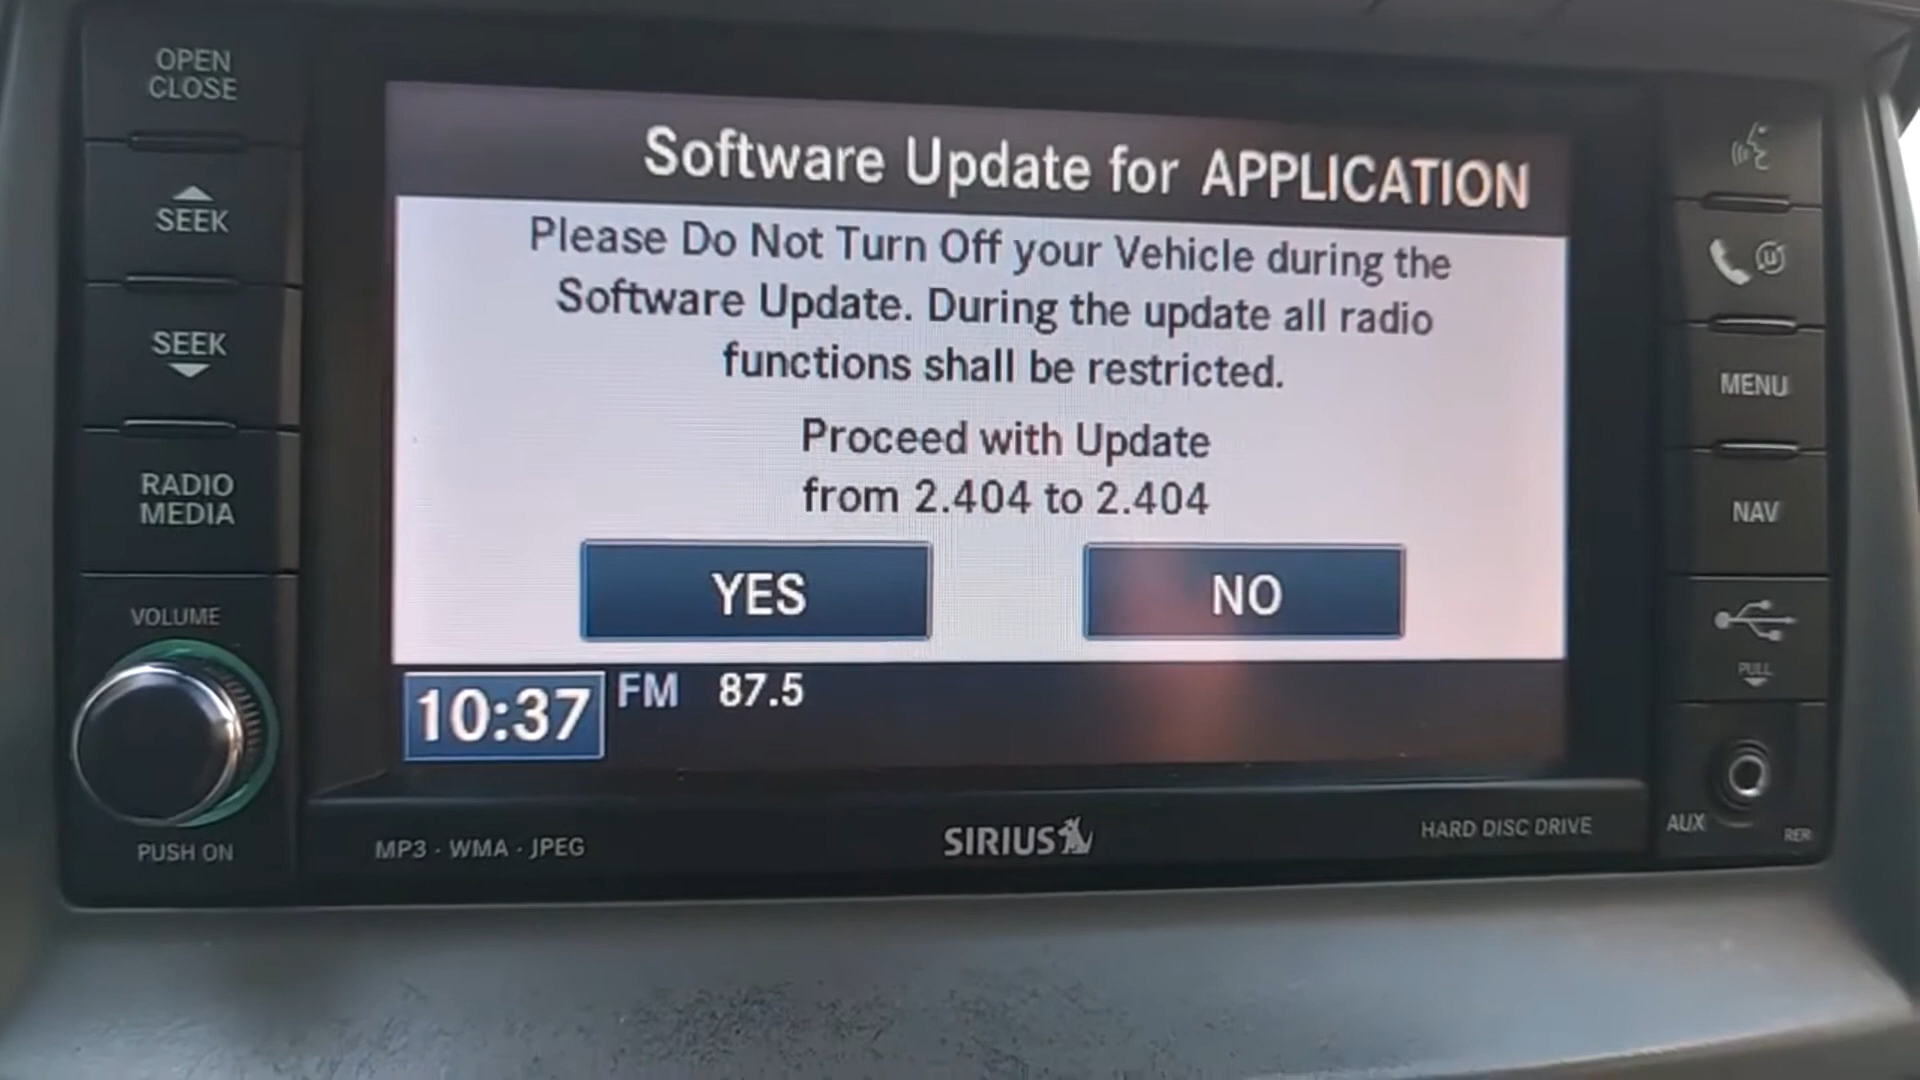 OPEN
CLOSE
SEEK
SEEK
RADIO
MEDIA
VOLUME
PUSH ON
Software Update for APPLICATION
Please Do Not Turn Off your Vehicle during the
Software Update. During the update all radio
functions shall be restricted.
Proceed with Update
from 2.404 to 2.404
YES NO
10:37 FM 87.5
MP3 · WMA · JPEG
SIRIUS
HARD DISC DRIVE
MENU
NAV
PULL
AUX
RER